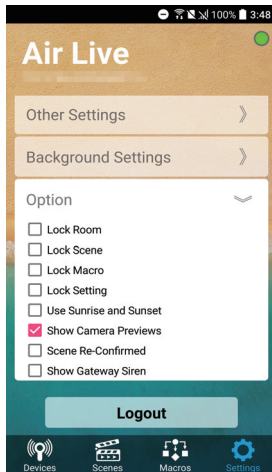 100% 3:48
Air Live
Other Settings
Background Settings
Option
Lock Room
Lock Scene
Lock Macro
Lock Setting
Use Sunrise and Sunset
Show Camera Previews
Scene Re-Confirmed
Show Gateway Siren
Logout
Devices Scenes Macros Settings